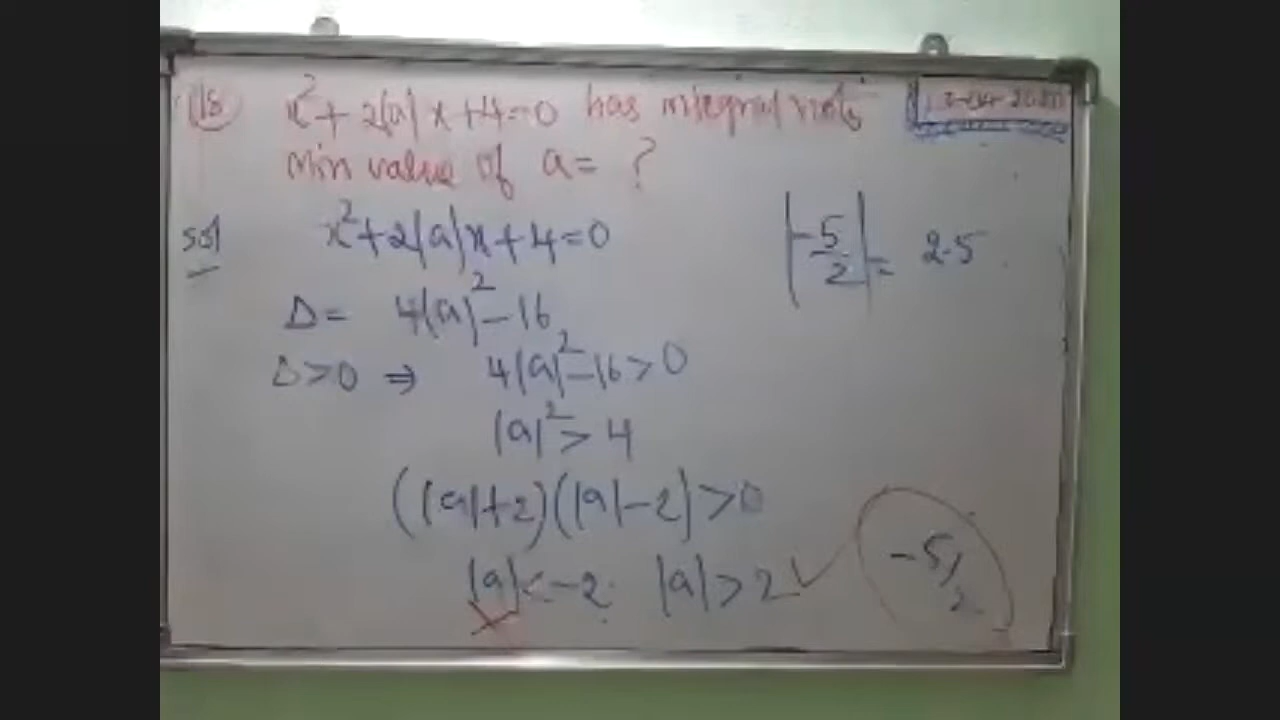 18 x² + 2|a|x + 4 = 0 has integral roots
Min value of a = ?
Sol x² + 2|a|x + 4 = 0
|-5/2| = 2.5
Δ = 4|a|² - 16
Δ > 0 ⇒ 4|a|² - 16 > 0
|a|² > 4
(|a| + 2)(|a| - 2) > 0
|a| < -2. |a| > 2 ✓
-5/2